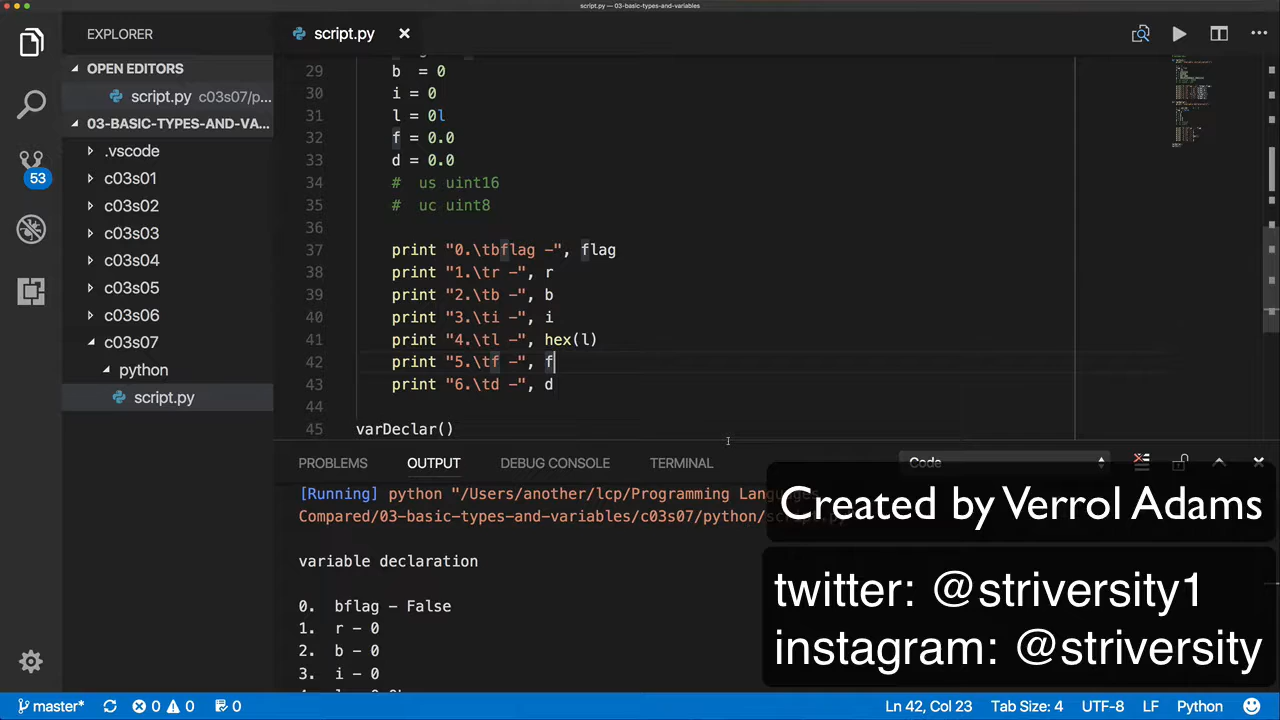 script.py — 03-basic-types-and-variables
EXPLORER
script.py
OPEN EDITORS
script.py c03s07/p...
03-BASIC-TYPES-AND-VA...
.vscode
c03s01
c03s02
c03s03
c03s04
c03s05
c03s06
c03s07
python
script.py
53
29 b  = 0
30 i = 0
31 l = 0l
32 f = 0.0
33 d = 0.0
34 #  us uint16
35 #  uc uint8
36
37 print "0.\tbflag –", flag
38 print "1.\tr –", r
39 print "2.\tb –", b
40 print "3.\ti –", i
41 print "4.\tl –", hex(l)
42 print "5.\tf –", f
43 print "6.\td –", d
44
45 varDeclar()
PROBLEMS OUTPUT DEBUG CONSOLE TERMINAL Code
[Running] python "/Users/another/lcp/Programming Languages
Compared/03-basic-types-and-variables/c03s07/python/script.py"
variable declaration
0. bflag – False
1. r – 0
2. b – 0
3. i – 0
Created by Verrol Adams
twitter: @striversity1
instagram: @striversity
master* 0 0 0 Ln 42, Col 23 Tab Size: 4 UTF-8 LF Python